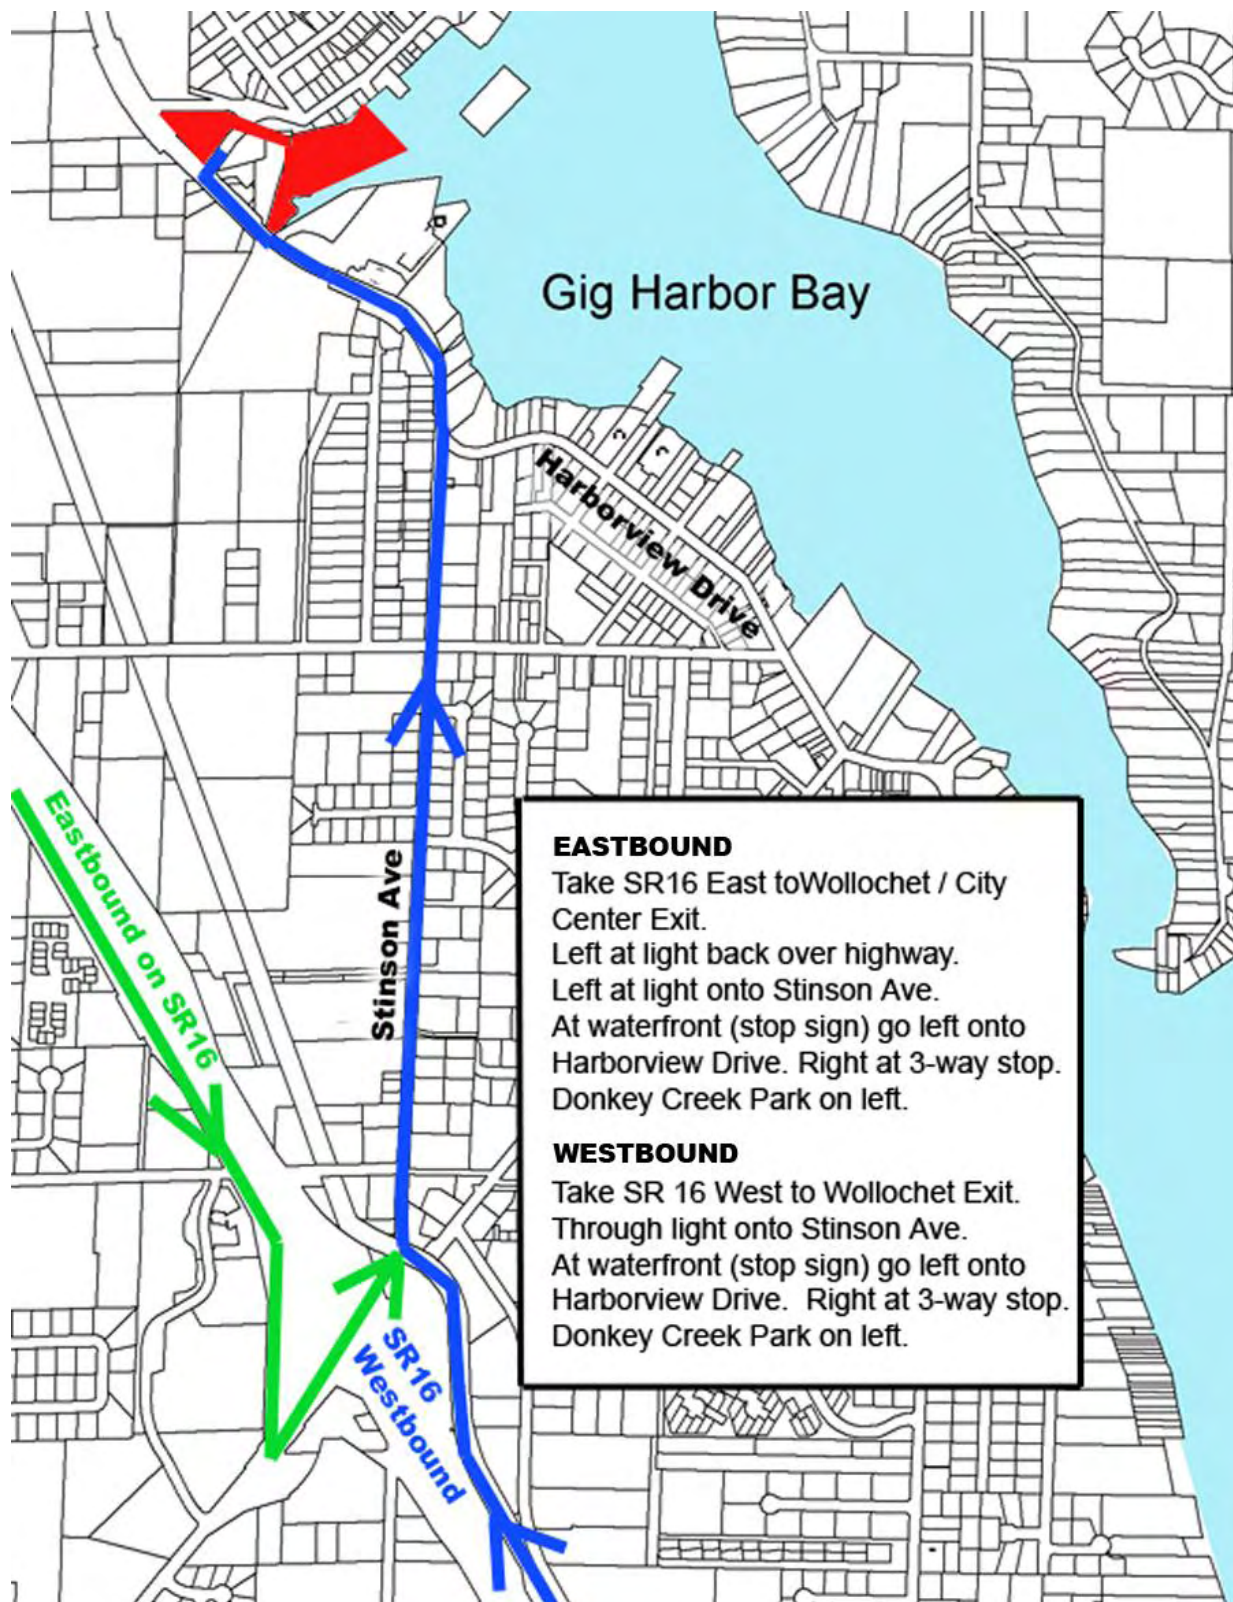 Gig Harbor Bay
Harborview Drive
Stinson Ave
Eastbound on SR16
SR16
Westbound
EASTBOUND
Take SR16 East toWollochet / City
Center Exit.
Left at light back over highway.
Left at light onto Stinson Ave.
At waterfront (stop sign) go left onto
Harborview Drive. Right at 3-way stop.
Donkey Creek Park on left.
WESTBOUND
Take SR 16 West to Wollochet Exit.
Through light onto Stinson Ave.
At waterfront (stop sign) go left onto
Harborview Drive.  Right at 3-way stop.
Donkey Creek Park on left.